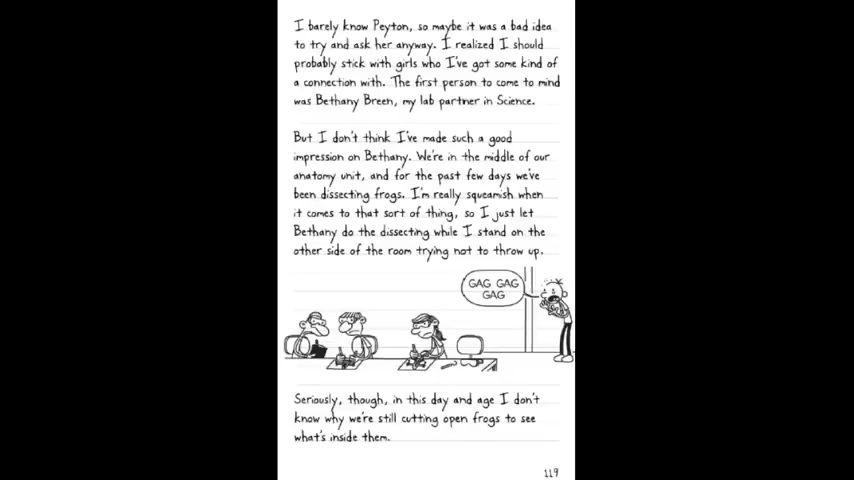 I barely know Peyton, so maybe it was a bad idea
to try and ask her anyway. I realized I should
probably stick with girls who I've got some kind of
a connection with. The first person to come to mind
was Bethany Breen, my lab partner in Science.
But I don't think I've made such a good
impression on Bethany. We're in the middle of our
anatomy unit, and for the past few days we've
been dissecting frogs. I'm really squeamish when
it comes to that sort of thing, so I just let
Bethany do the dissecting while I stand on the
other side of the room trying not to throw up.
GAG GAG
GAG
Seriously, though, in this day and age I don't
know why we're still cutting open frogs to see
what's inside them.
119